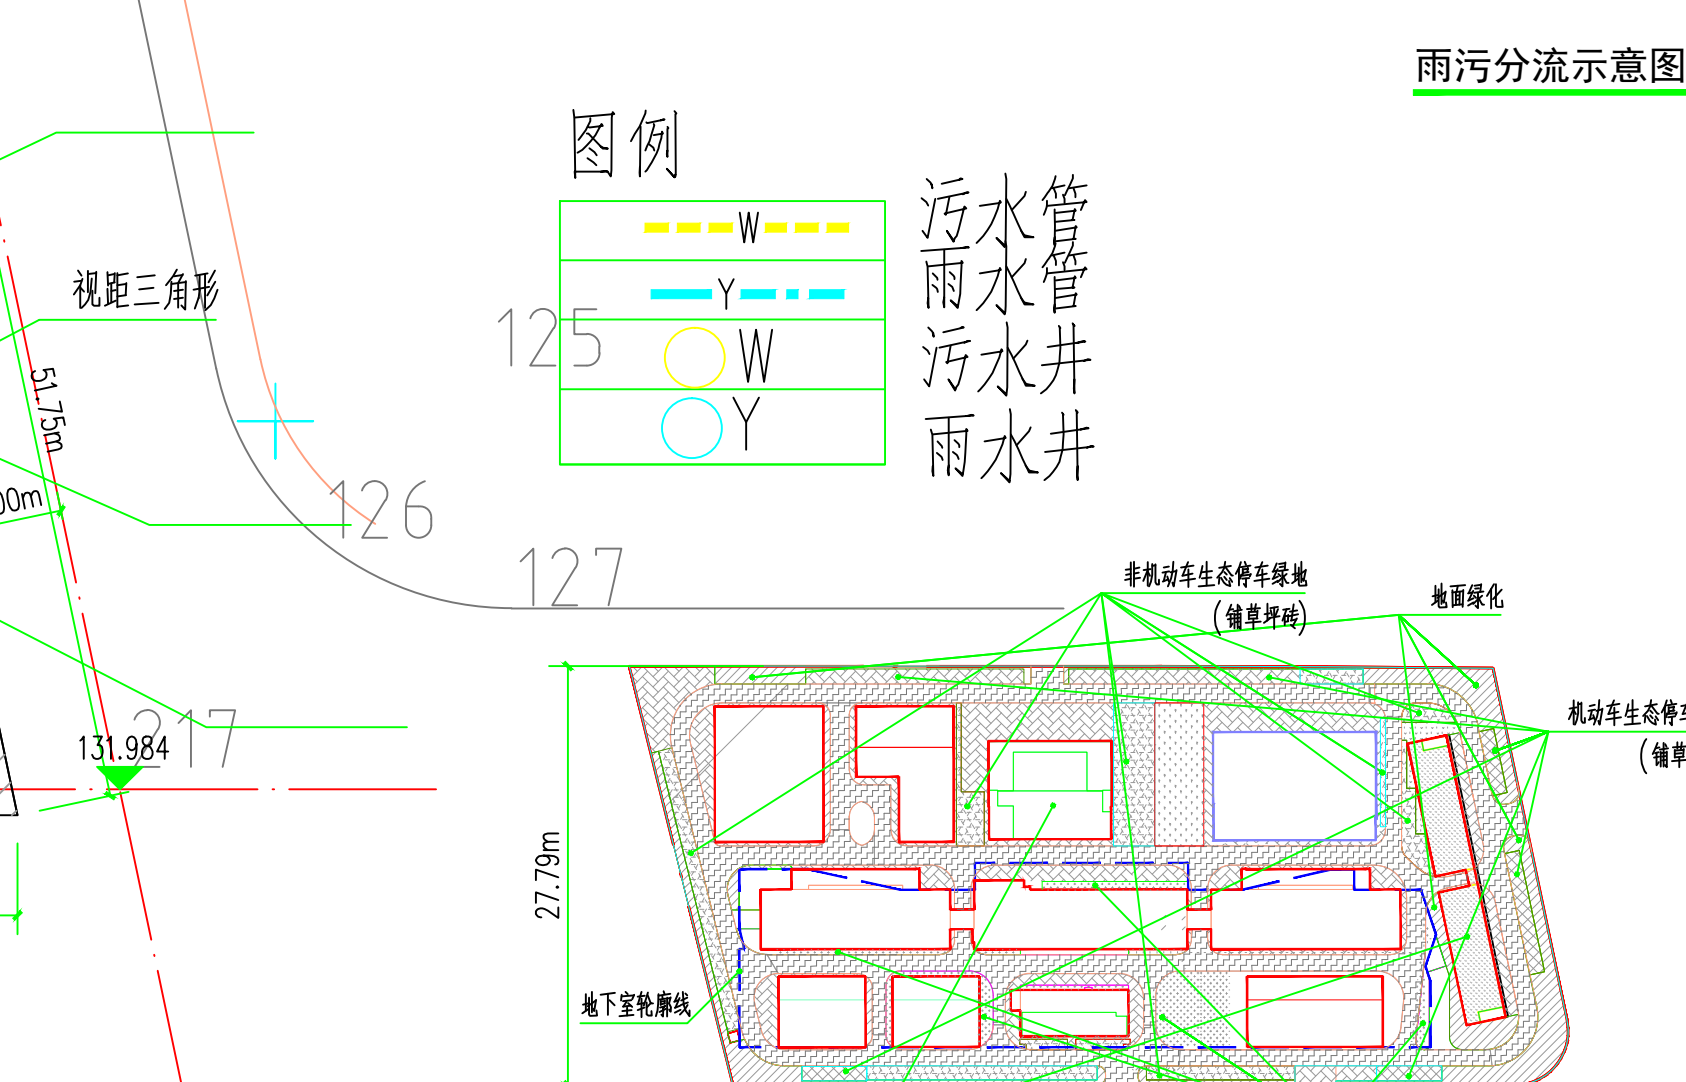 雨污分流示意图
图例
W
污水管
Y
雨水管
W
污水井
Y
雨水井
125
视距三角形
51.75m
00m
126
127
217
131.984
非机动车生态停车绿地
(铺草坪砖)
地面绿化
机动车生态停车
(铺草
27.79m
地下室轮廓线